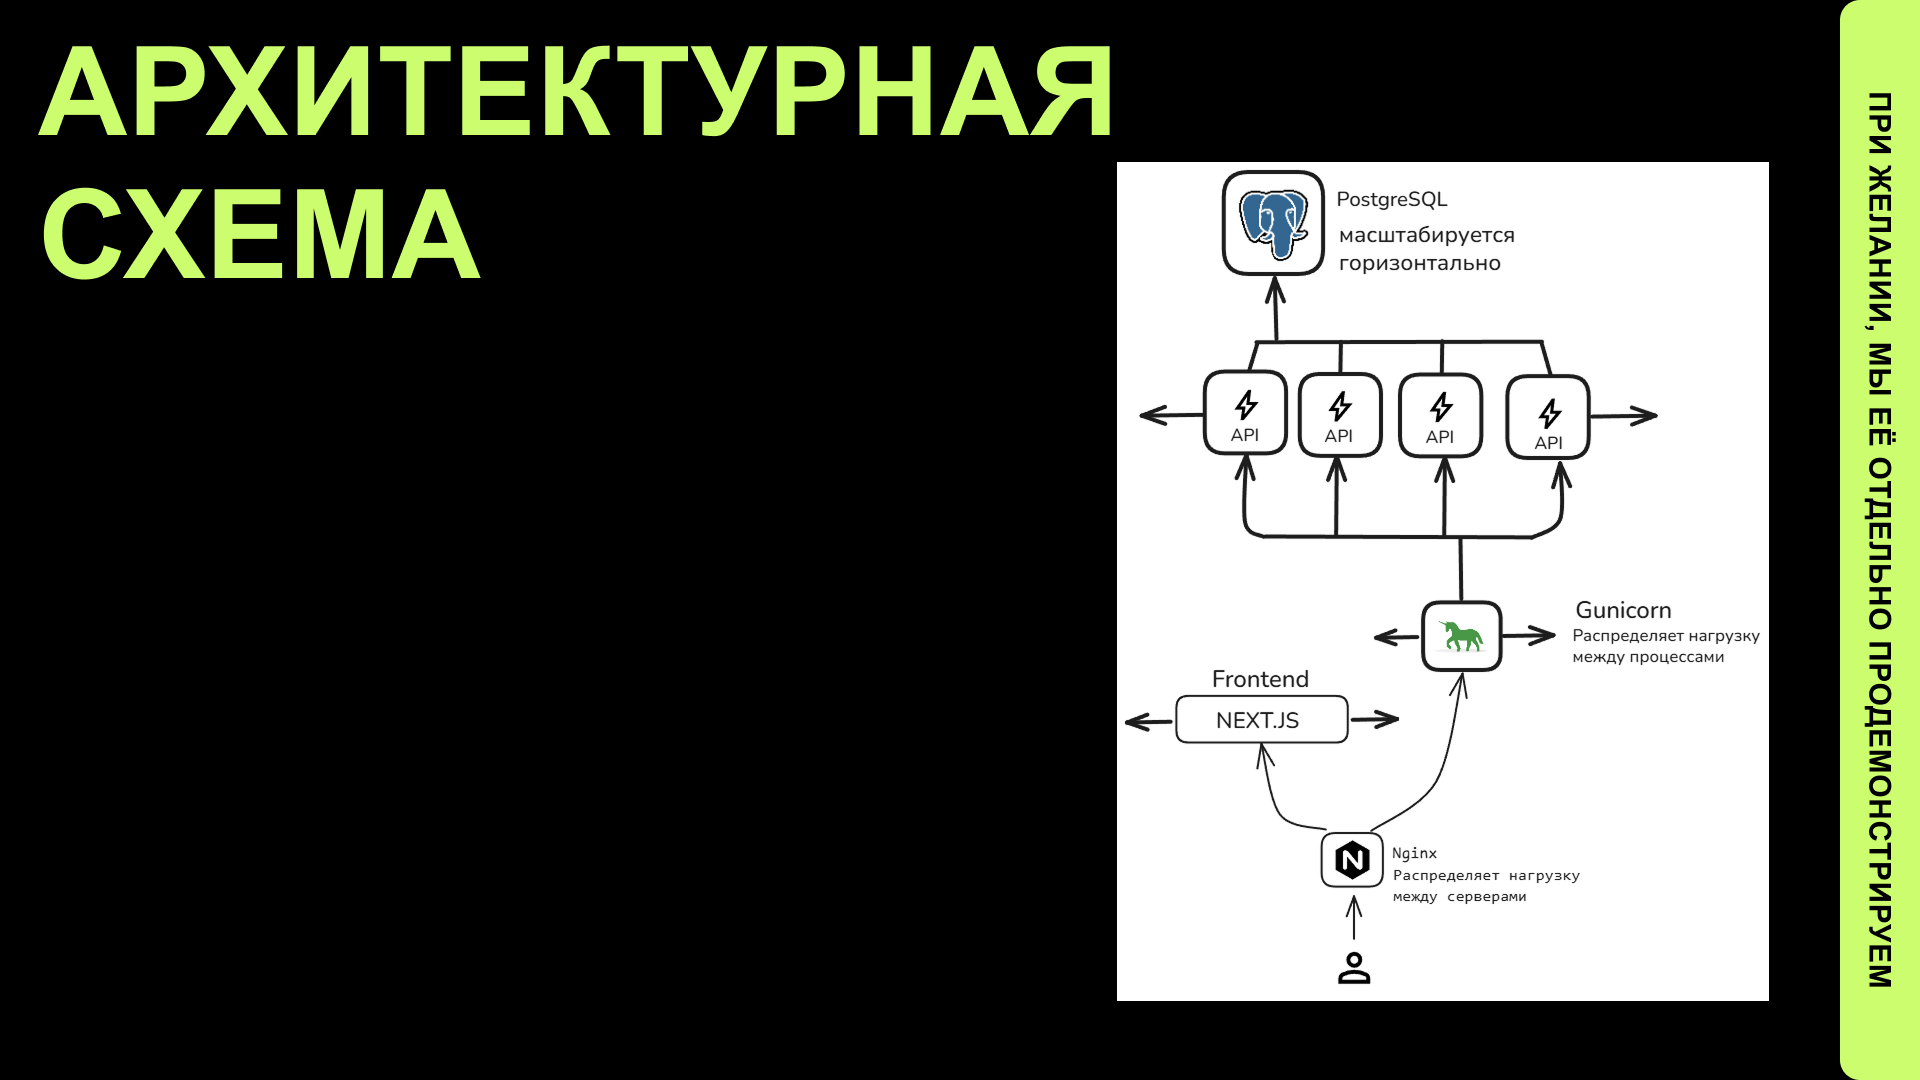 АРХИТЕКТУРНАЯ
СХЕМА
PostgreSQL
масштабируется
горизонтально
API
API
API
API
Gunicorn
Распределяет нагрузку
между процессами
Frontend
NEXT.JS
N
Nginx
Распределяет нагрузку
между серверами
ПРИ ЖЕЛАНИИ, МЫ ЕЁ ОТДЕЛЬНО ПРОДЕМОНСТРИРУЕМ